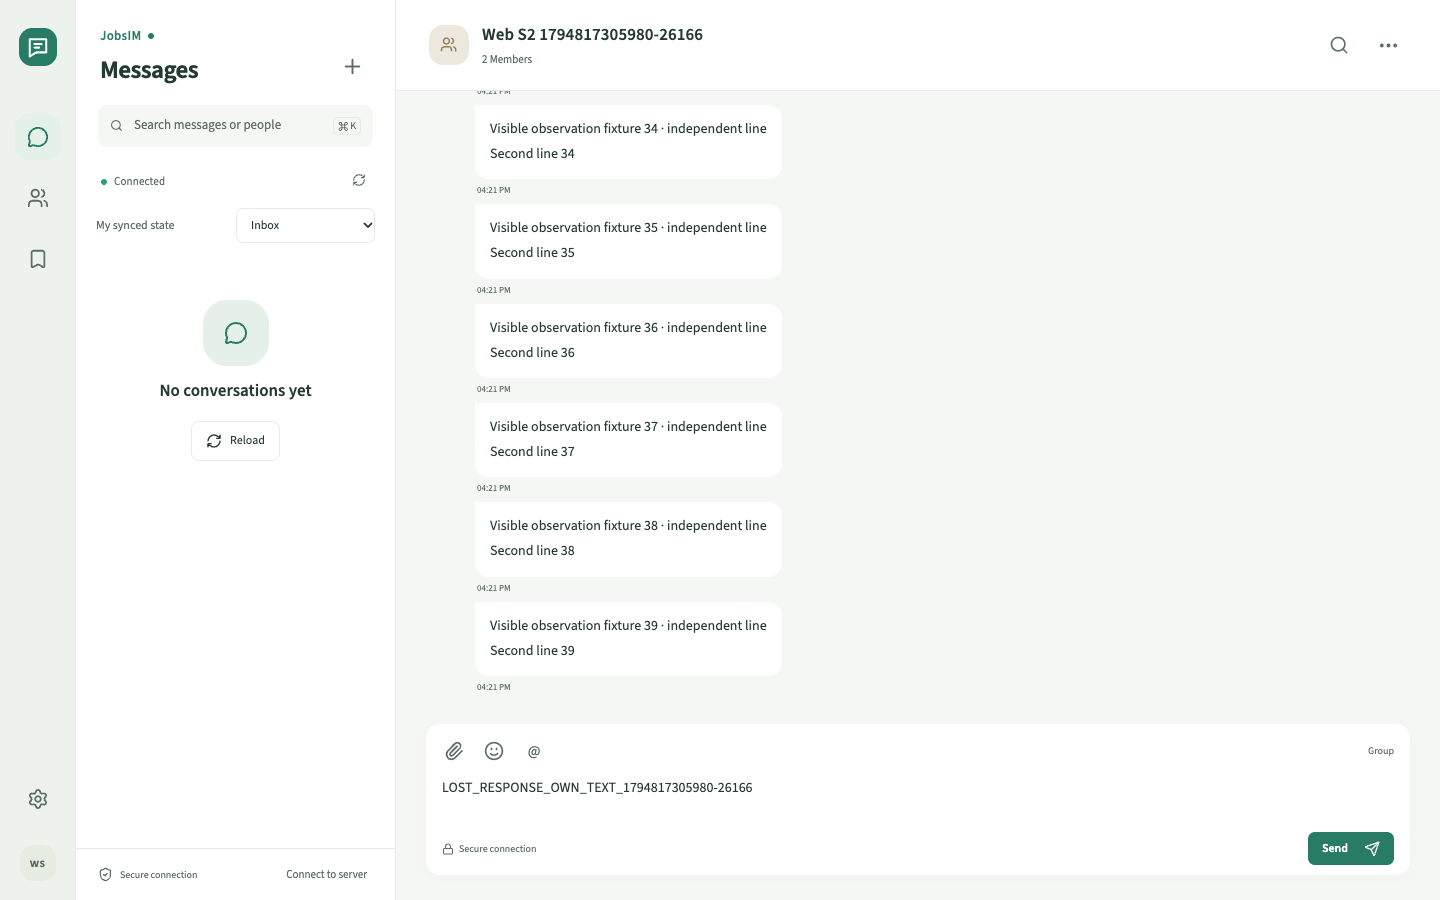 JobsIM
Messages
Search messages or people
⌘K
Connected
My synced state
Inbox
No conversations yet
Reload
Secure connection
Connect to server
WS
Web S2 1794817305980-26166
2 Members
04:21 PM
Visible observation fixture 34 · independent line
Second line 34
04:21 PM
Visible observation fixture 35 · independent line
Second line 35
04:21 PM
Visible observation fixture 36 · independent line
Second line 36
04:21 PM
Visible observation fixture 37 · independent line
Second line 37
04:21 PM
Visible observation fixture 38 · independent line
Second line 38
04:21 PM
Visible observation fixture 39 · independent line
Second line 39
04:21 PM
@
Group
LOST_RESPONSE_OWN_TEXT_1794817305980-26166
Secure connection
Send